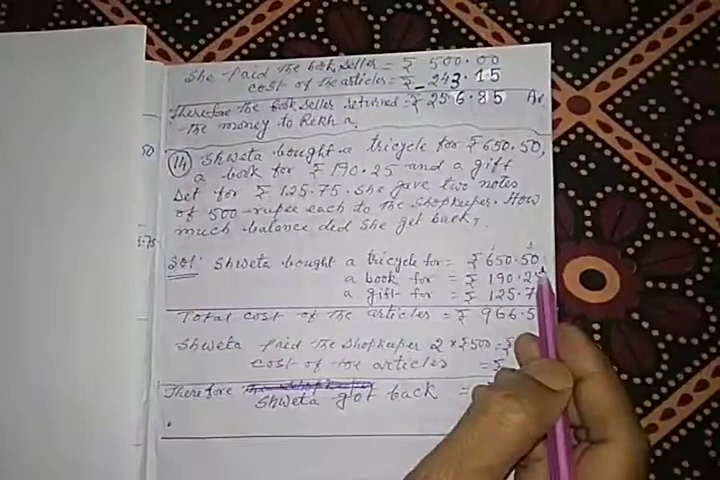 She Paid the book seller = ₹ 500.00
cost of the articles = ₹ 243.15
Therefore the book seller returned = ₹ 256.85
the money to Rekha.
80
(14) Shweta bought a tricycle for ₹650.50,
a book for ₹190.25 and a gift
set for ₹ 125.75. She gave two notes
of 500-rupee each to the shopkeeper. How
much balance did she get back?
3.75
Sol! Shweta bought a tricycle for = ₹650.50
a book for = ₹ 190.2
a gift for = ₹ 125.7
Total cost of the articles = ₹ 966.5
Shweta Paid the Shopkeeper 2 × ₹500 =
cost of the articles = ₹
Therefore Shweta got back =